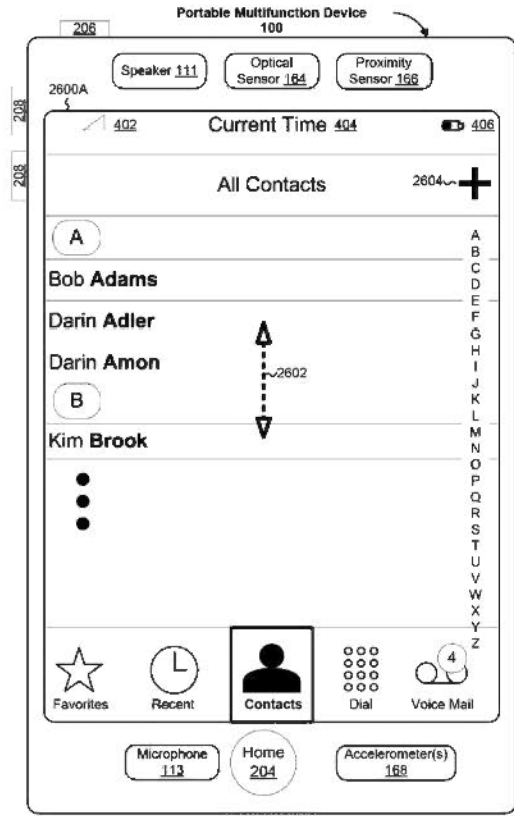 Portable Multifunction Device
100
206
Speaker 111
Optical
Sensor 164
Proximity
Sensor 166
2600A
208
208
402
Current Time 404
406
All Contacts
2604
A
Bob Adams
Darin Adler
Darin Amon
2602
B
Kim Brook
A
B
C
D
E
F
G
H
I
J
K
L
M
N
O
P
Q
R
S
T
U
V
W
X
Y
Z
4
Favorites
Recent
Contacts
Dial
Voice Mail
Microphone
113
Home
204
Accelerometer(s)
168